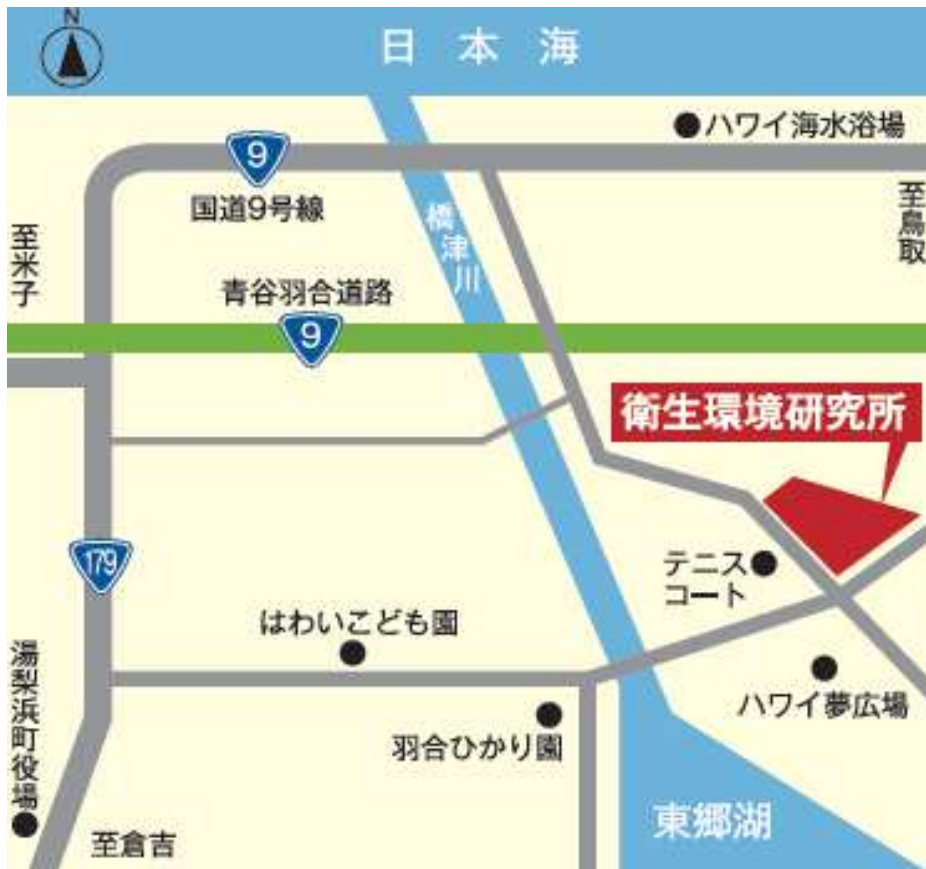 N
日本海
ハワイ海水浴場
9
国道9号線
至鳥取
橋津川
至米子
青谷羽合道路
9
衛生環境研究所
179
テニス
コート
はわいこども園
湯梨浜町役場
ハワイ夢広場
羽合ひかり園
東郷湖
至倉吉